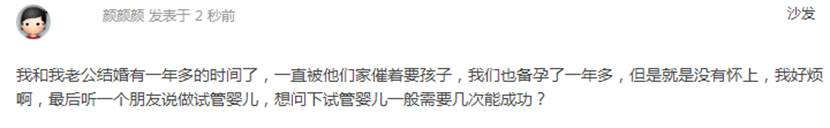 颜颜颜 发表于 2 秒前
沙发
我和我老公结婚有一年多的时间了，一直被他们家催着要孩子，我们也备孕了一年多，但是就是没有怀上，我好烦
啊，最后听一个朋友说做试管婴儿，想问下试管婴儿一般需要几次能成功？